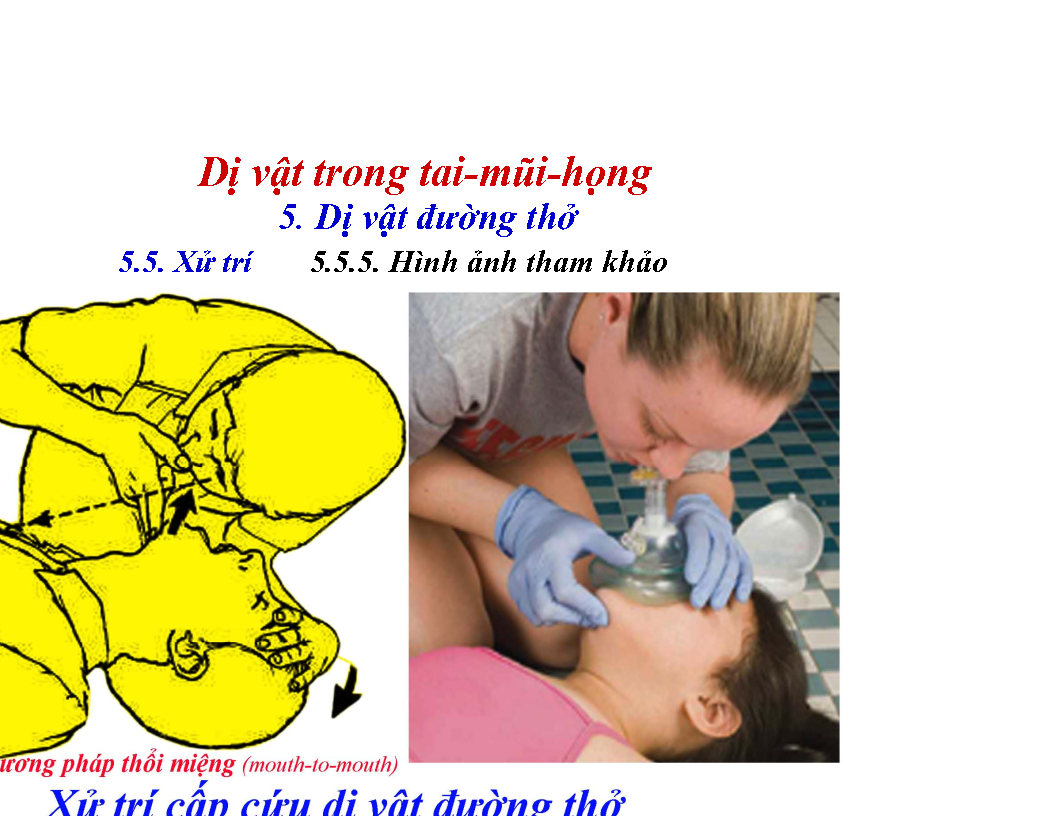 Dị vật trong tai-mũi-họng
5. Dị vật đường thở
5.5. Xử trí 5.5.5. Hình ảnh tham khảo
pháp thổi miệng (mouth-to-mouth)
Xử trí cấp cứu dị vật đường thở